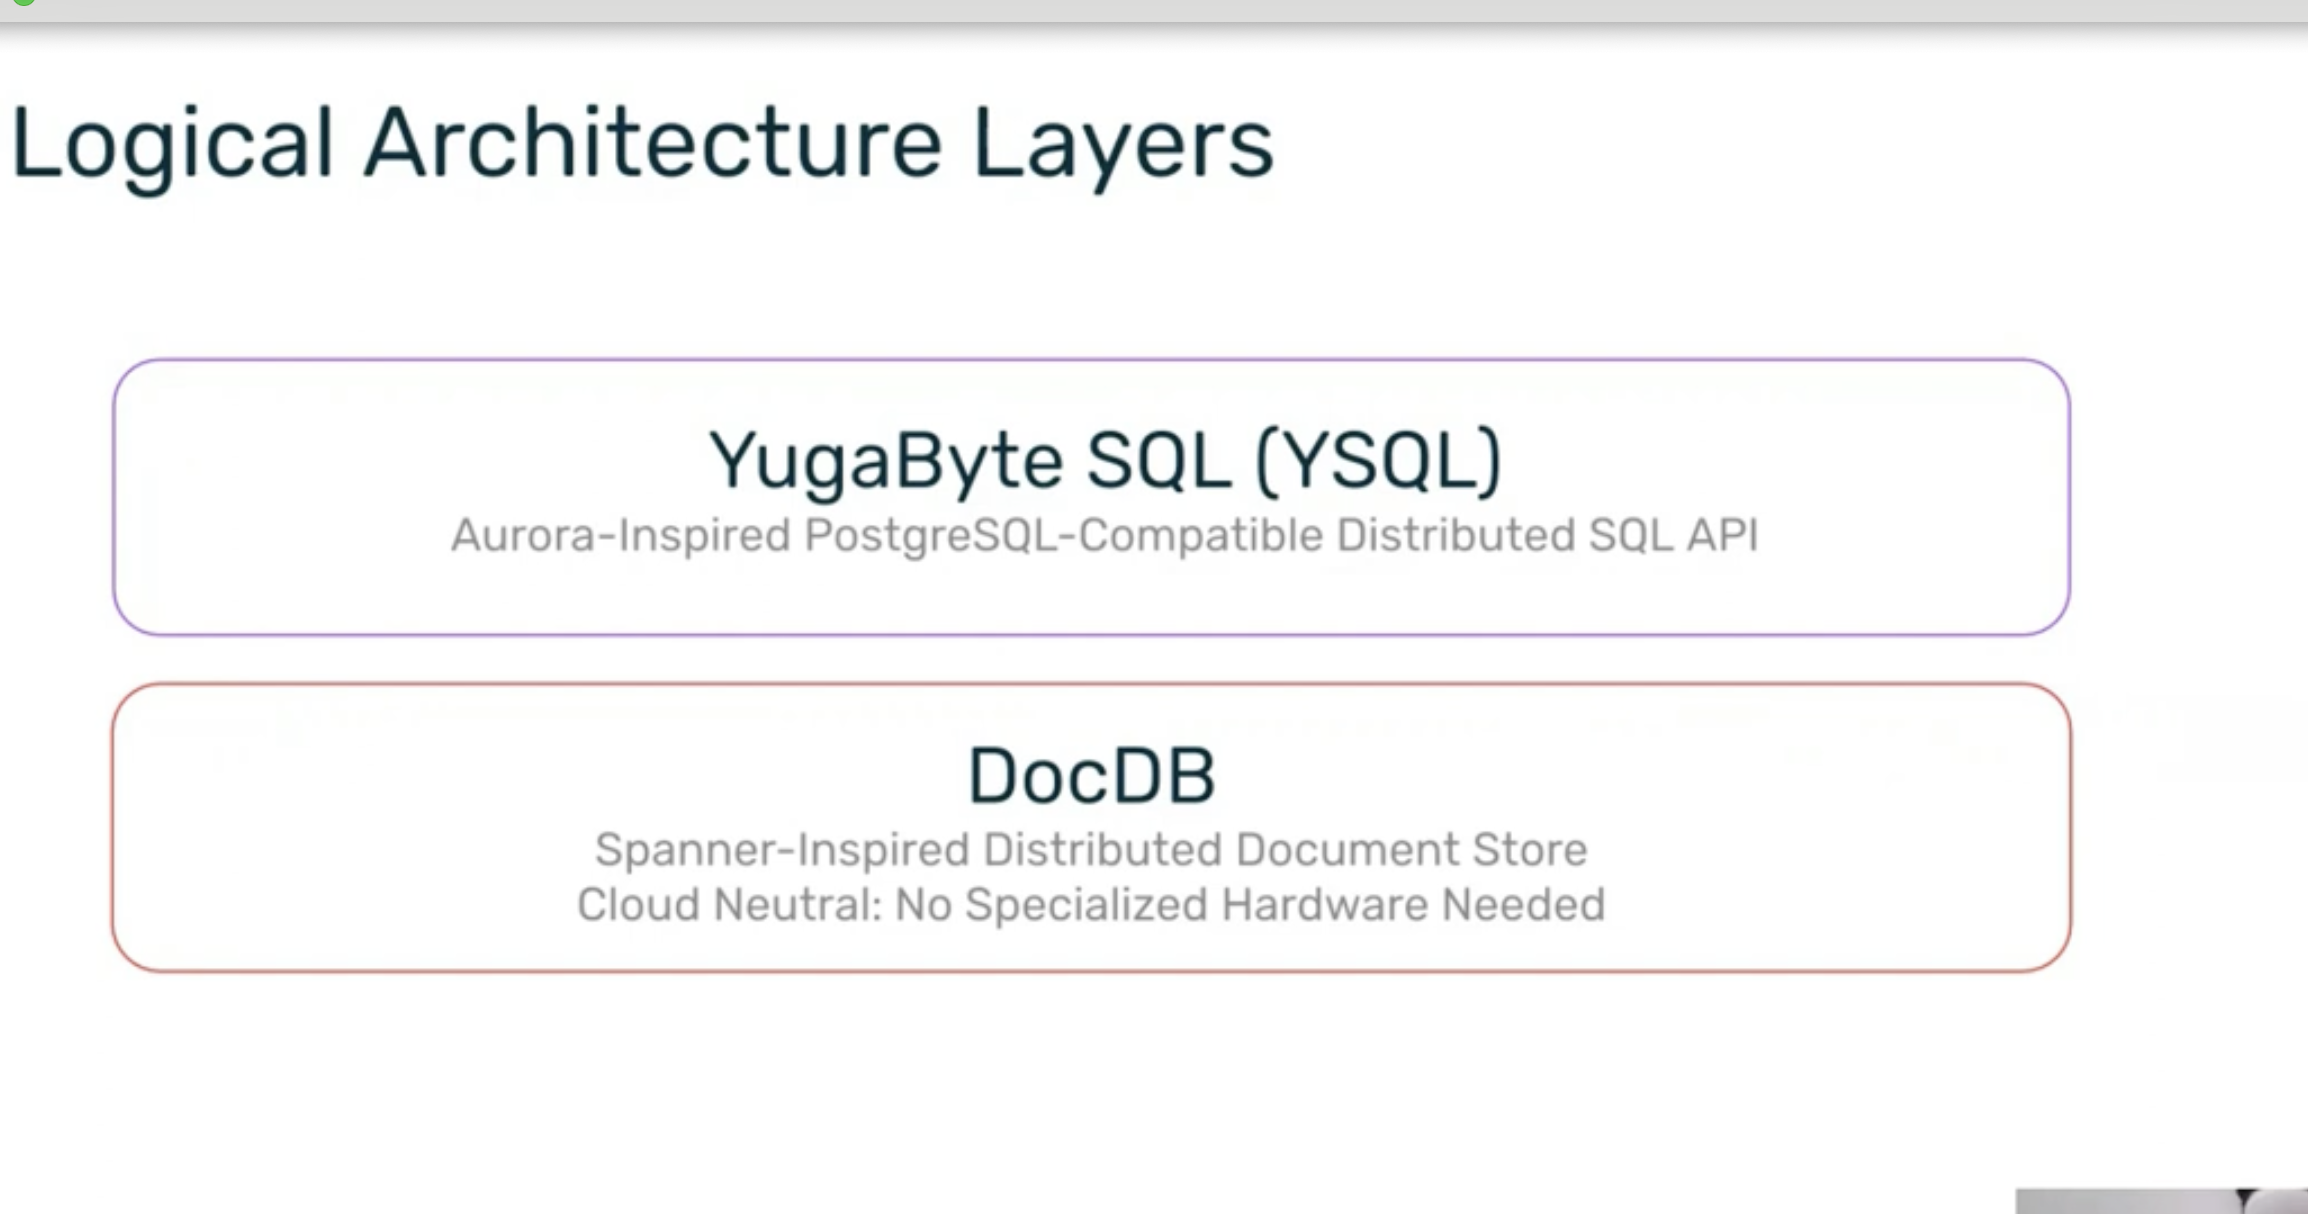 Logical Architecture Layers
YugaByte SQL (YSQL)
Aurora-Inspired PostgreSQL-Compatible Distributed SQL API
DocDB
Spanner-Inspired Distributed Document Store
Cloud Neutral: No Specialized Hardware Needed